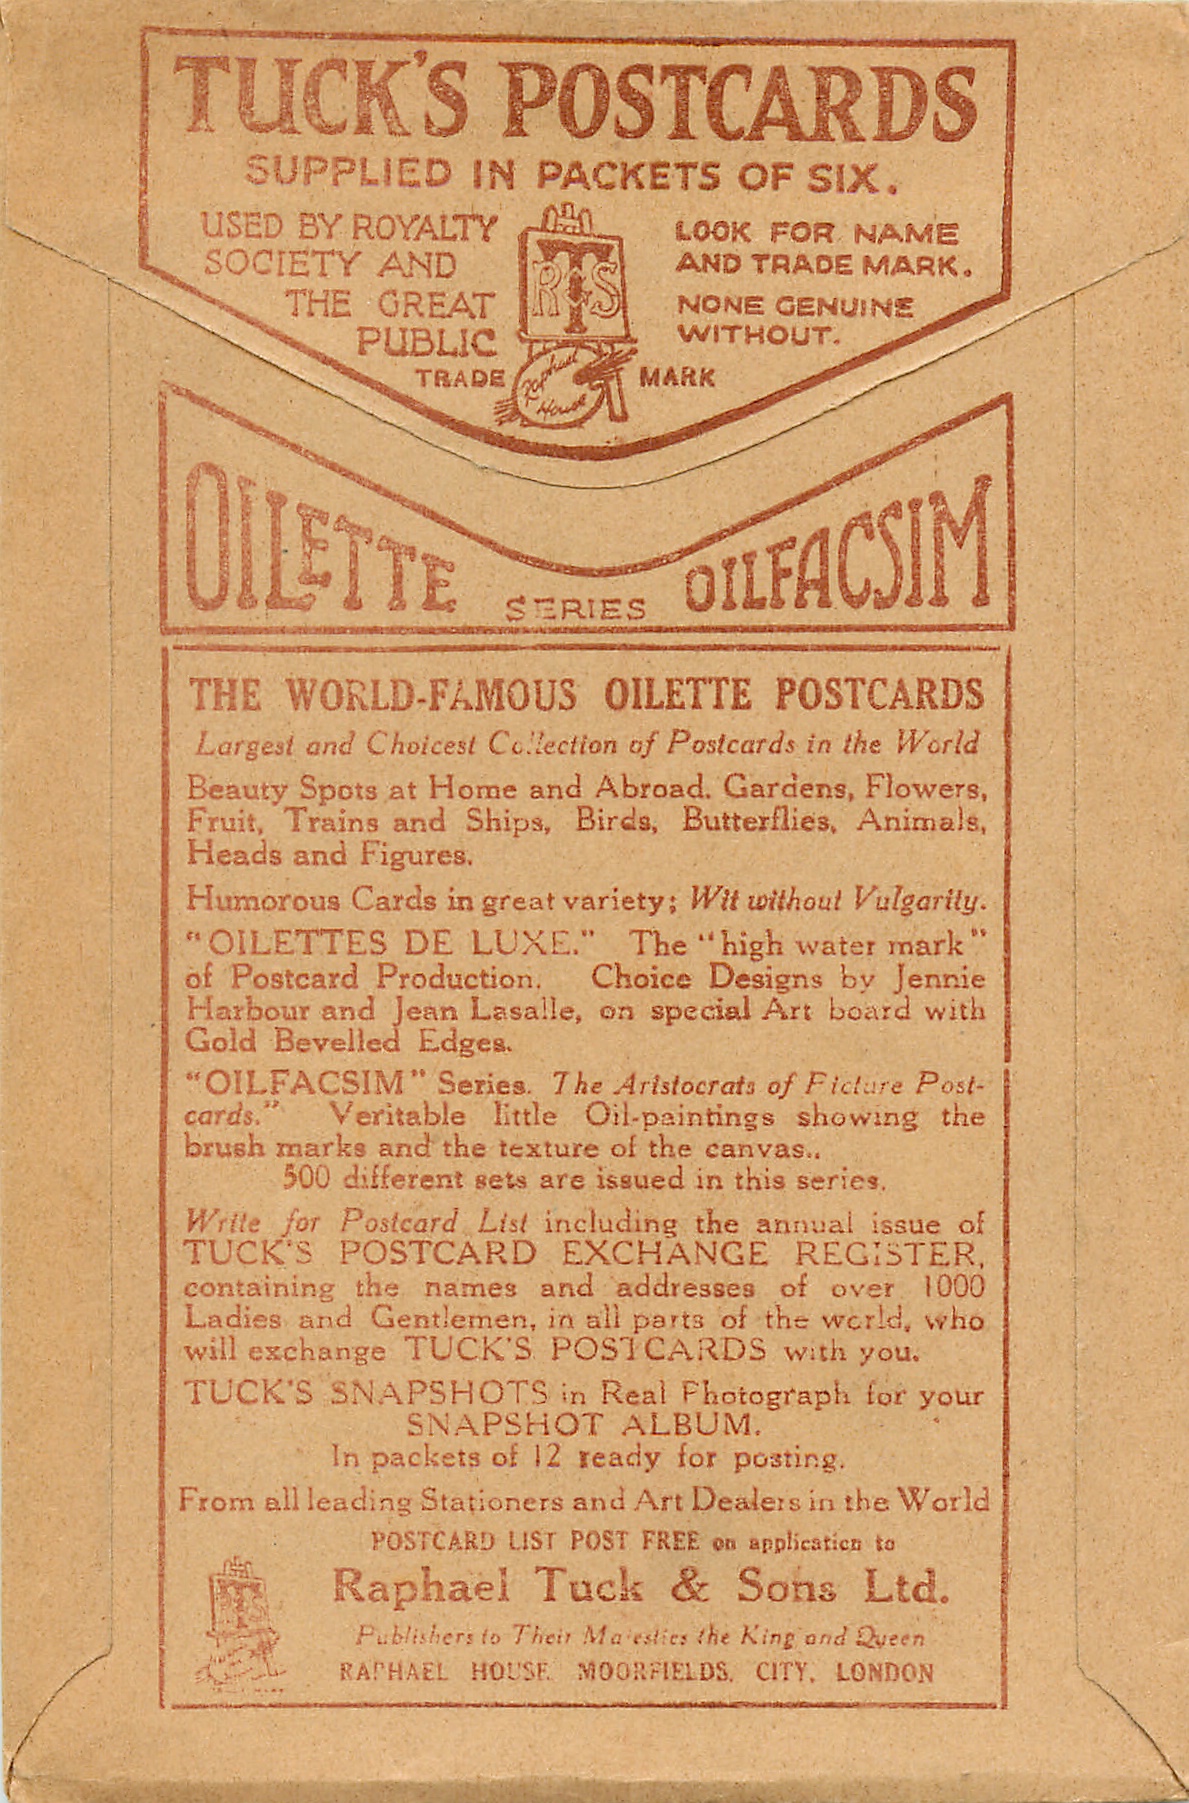 TUCK'S POSTCARDS
SUPPLIED IN PACKETS OF SIX.
USED BY ROYALTY
SOCIETY AND
THE GREAT
PUBLIC
LOOK FOR NAME
AND TRADE MARK.
NONE GENUINE
WITHOUT.
RT&S
TRADE MARK
Raphael
House
OILETTE SERIES OILFACSIM
THE WORLD-FAMOUS OILETTE POSTCARDS
Largest and Choicest Collection of Postcards in the World
Beauty Spots at Home and Abroad. Gardens, Flowers,
Fruit, Trains and Ships, Birds, Butterflies, Animals,
Heads and Figures.
Humorous Cards in great variety; Wit without Vulgarity.
"OILETTES DE LUXE." The "high water mark"
of Postcard Production. Choice Designs by Jennie
Harbour and Jean Lasalle, on special Art board with
Gold Bevelled Edges.
"OILFACSIM" Series. The Aristocrats of Picture Post-
cards." Veritable little Oil-paintings showing the
brush marks and the texture of the canvas..
500 different sets are issued in this series.
Write for Postcard List including the annual issue of
TUCK'S POSTCARD EXCHANGE REGISTER,
containing the names and addresses of over 1000
Ladies and Gentlemen, in all parts of the world, who
will exchange TUCK'S POSTCARDS with you.
TUCK'S SNAPSHOTS in Real Photograph for your
SNAPSHOT ALBUM.
In packets of 12 ready for posting.
From all leading Stationers and Art Dealers in the World
POSTCARD LIST POST FREE on application to
Raphael Tuck & Sons Ltd.
Publishers to Their Majesties the King and Queen
RAPHAEL HOUSE. MOORFIELDS, CITY, LONDON